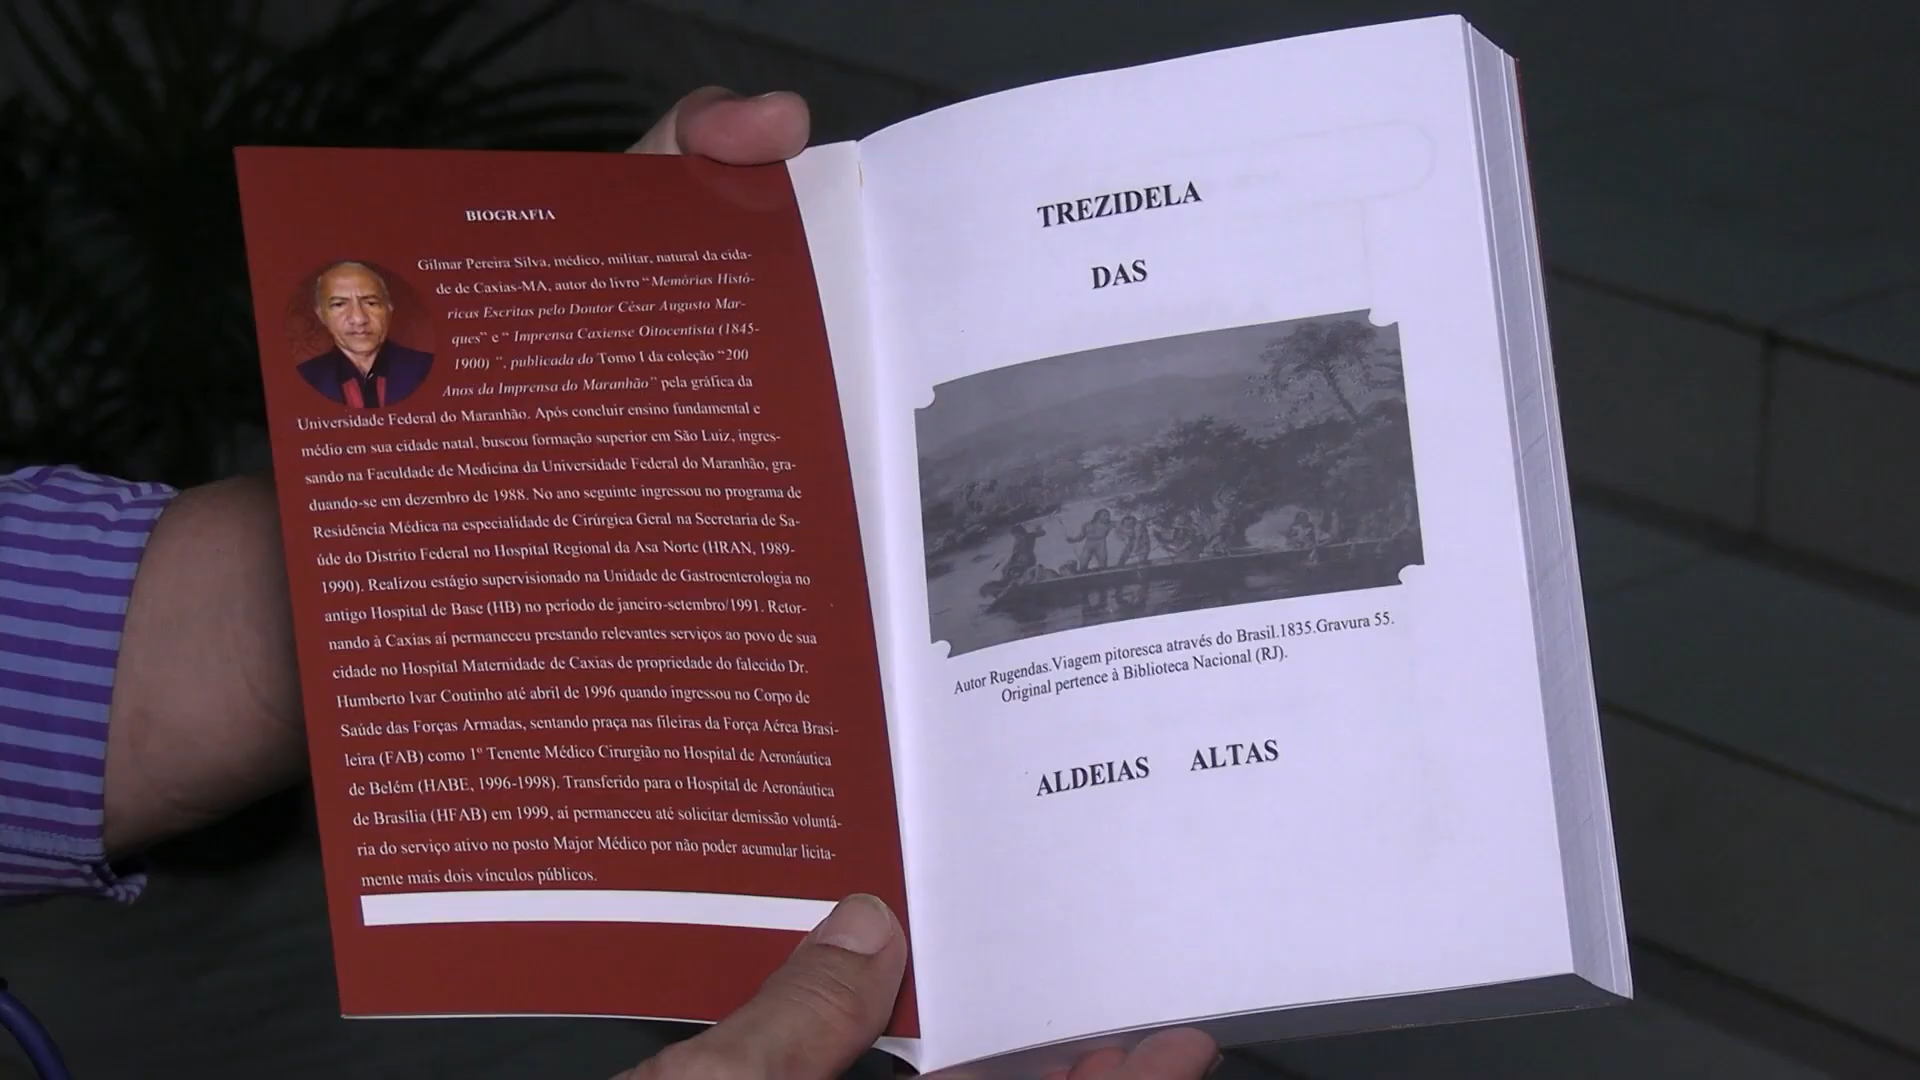 BIOGRAFIA
Gilmar Pereira Silva, médico, militar, natural da cida-
de de Caxias-MA, autor do livro “Memórias Histó-
ricas Escritas pelo Doutor César Augusto Mar-
ques” e “ Imprensa Caxiense Oitocentista (1845-
1900) ”, publicada do Tomo I da coleção “200
Anos da Imprensa do Maranhão” pela gráfica da
Universidade Federal do Maranhão. Após concluir ensino fundamental e
médio em sua cidade natal, buscou formação superior em São Luiz, ingres-
sando na Faculdade de Medicina da Universidade Federal do Maranhão, gra-
duando-se em dezembro de 1988. No ano seguinte ingressou no programa de
Residência Médica na especialidade de Cirúrgica Geral na Secretaria de Sa-
úde do Distrito Federal no Hospital Regional da Asa Norte (HRAN, 1989-
1990). Realizou estágio supervisionado na Unidade de Gastroenterologia no
antigo Hospital de Base (HB) no período de janeiro-setembro/1991. Retor-
nando à Caxias aí permaneceu prestando relevantes serviços ao povo de sua
cidade no Hospital Maternidade de Caxias de propriedade do falecido Dr.
Humberto Ivar Coutinho até abril de 1996 quando ingressou no Corpo de
Saúde das Forças Armadas, sentando praça nas fileiras da Força Aérea Brasi-
leira (FAB) como 1º Tenente Médico Cirurgião no Hospital de Aeronáutica
de Belém (HABE, 1996-1998). Transferido para o Hospital de Aeronáutica
de Brasília (HFAB) em 1999, aí permaneceu até solicitar demissão voluntá-
ria do serviço ativo no posto Major Médico por não poder acumular licita-
mente mais dois vínculos públicos.
TREZIDELA
DAS
Autor Rugendas.Viagem pitoresca através do Brasil.1835.Gravura 55.
Original pertence à Biblioteca Nacional (RJ).
ALDEIAS ALTAS